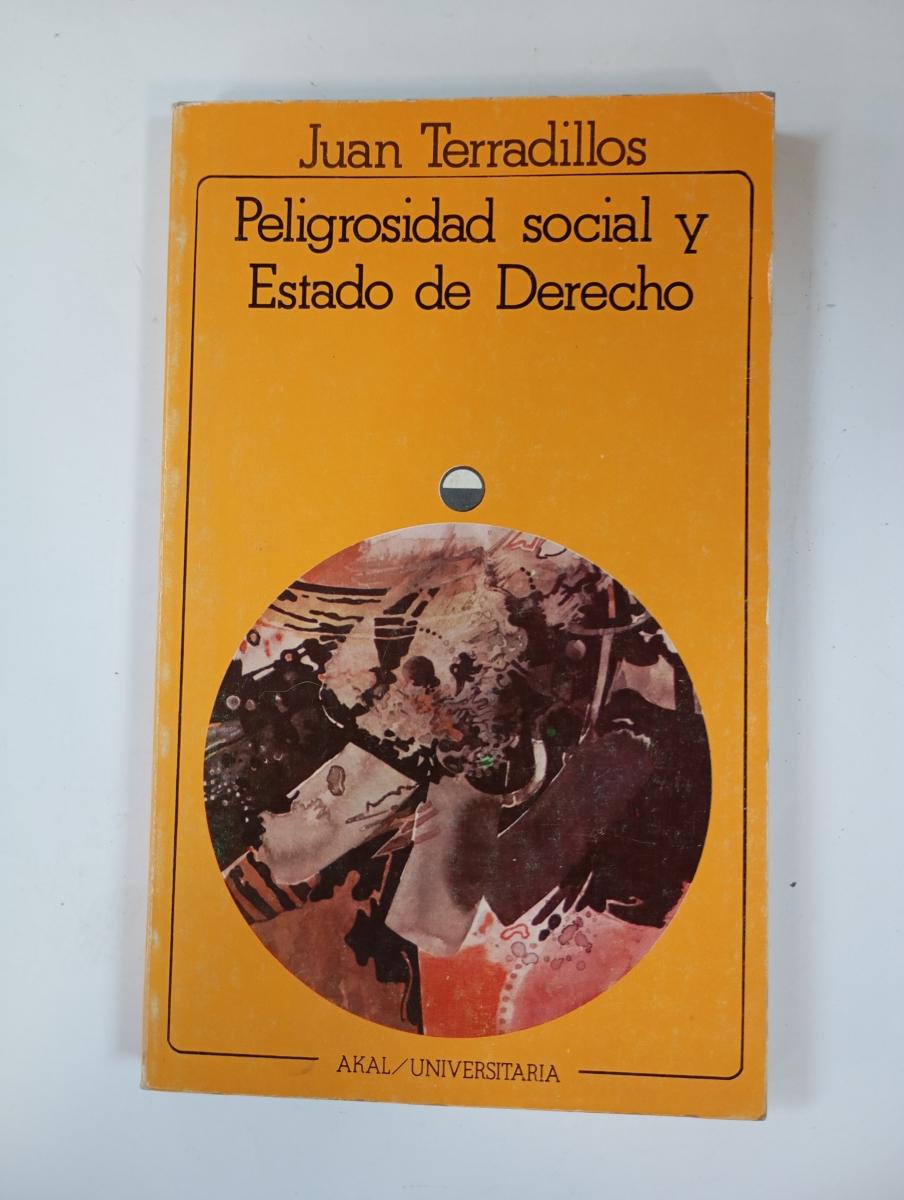 Juan Terradillos
Peligrosidad social y
Estado de Derecho
AKAL/UNIVERSITARIA